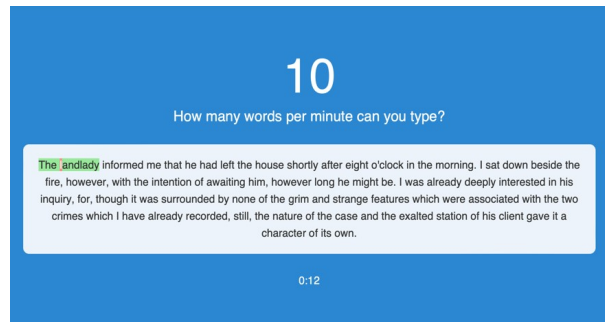 10
How many words per minute can you type?
The landlady informed me that he had left the house shortly after eight o'clock in the morning. I sat down beside the
fire, however, with the intention of awaiting him, however long he might be. I was already deeply interested in his
inquiry, for, though it was surrounded by none of the grim and strange features which were associated with the two
crimes which I have already recorded, still, the nature of the case and the exalted station of his client gave it a
character of its own.
0:12